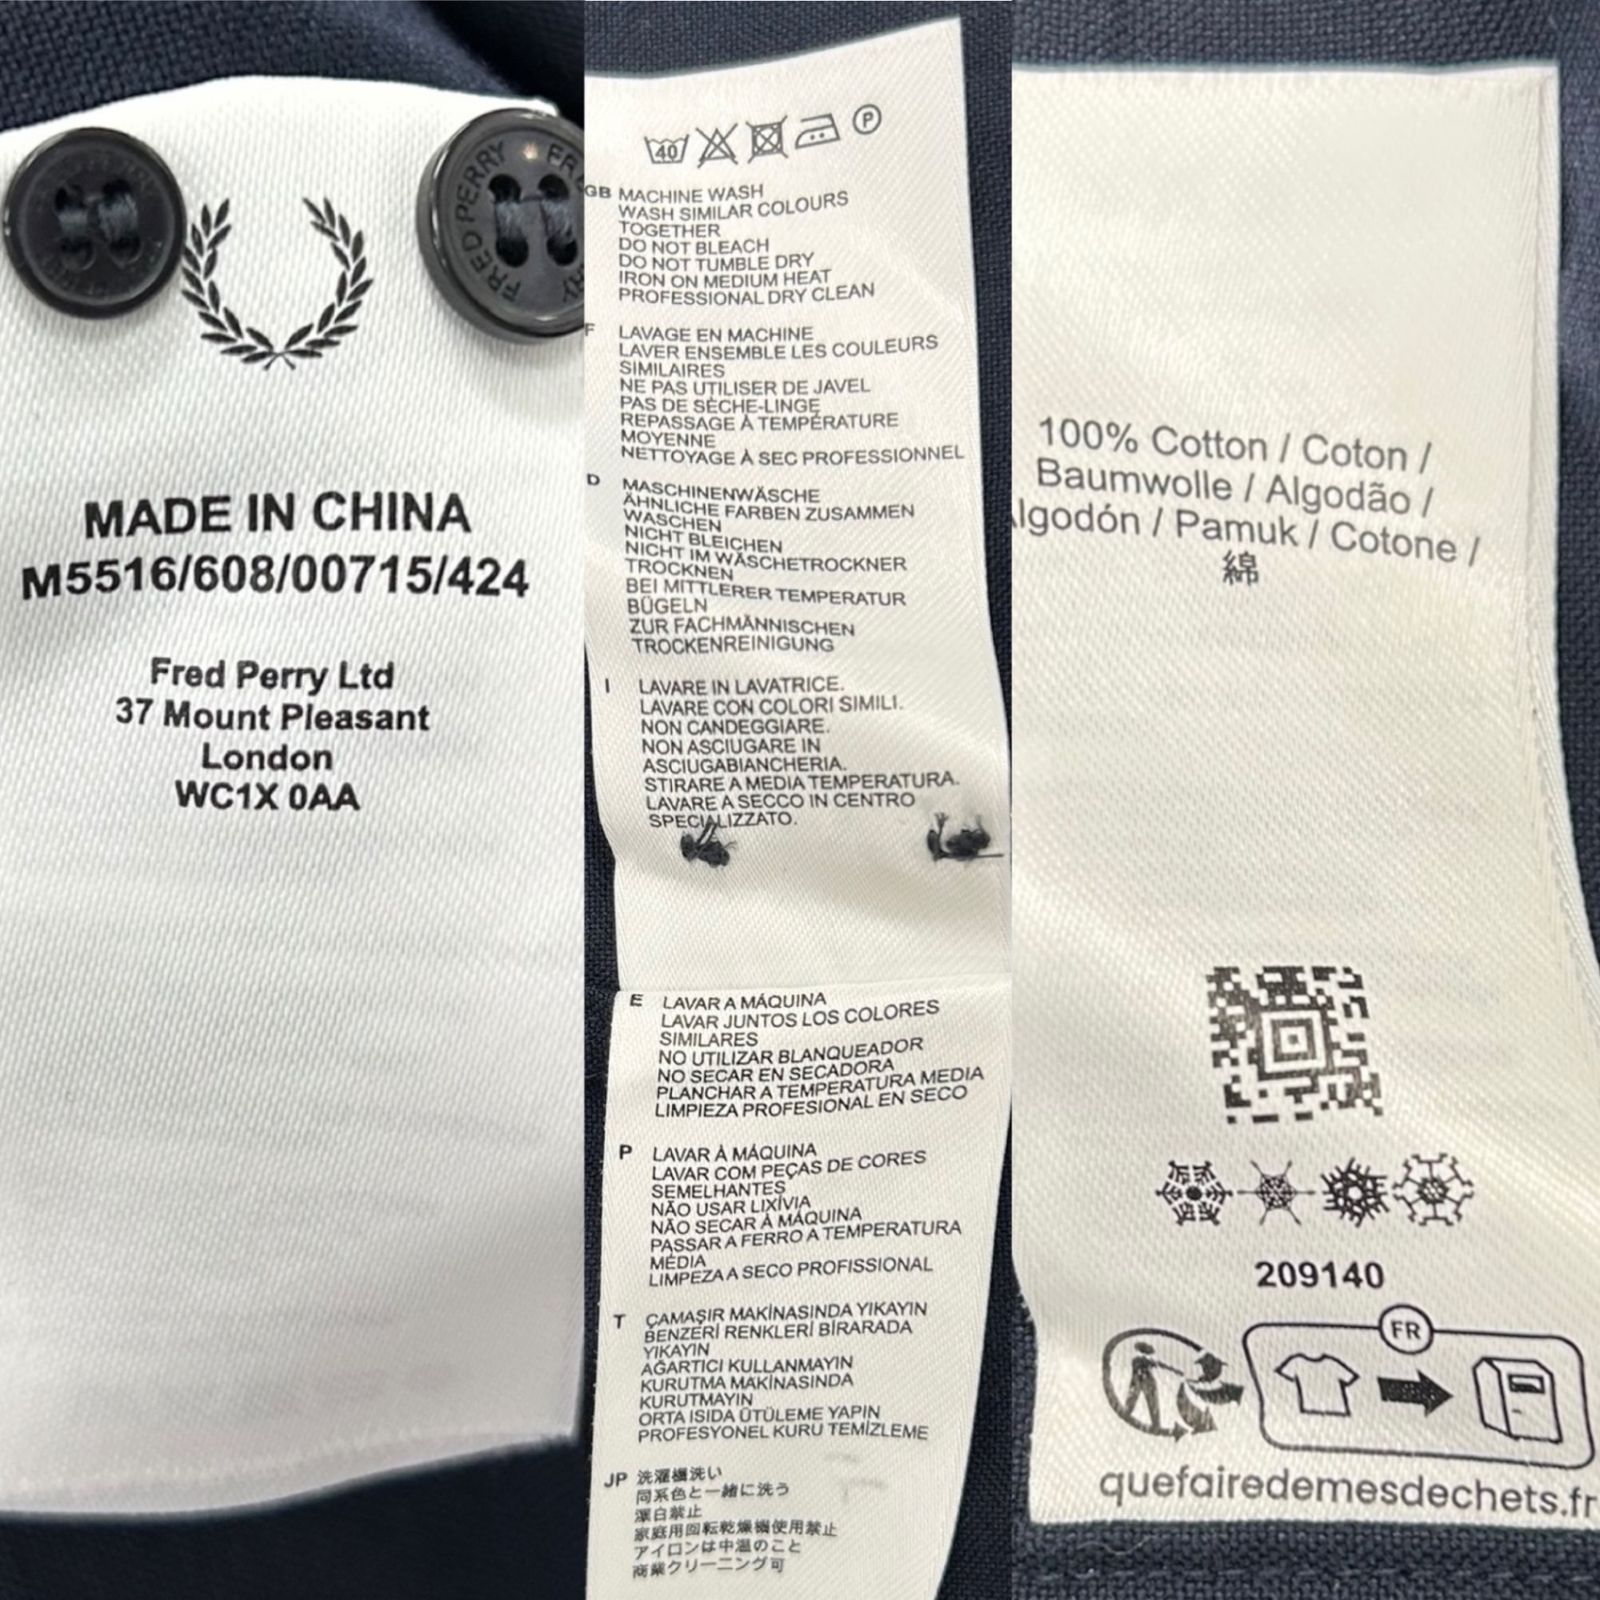 FRED PERRY
MADE IN CHINA
M5516/608/00715/424
Fred Perry Ltd
37 Mount Pleasant
London
WC1X 0AA
40
P
GB MACHINE WASH
WASH SIMILAR COLOURS
TOGETHER
DO NOT BLEACH
DO NOT TUMBLE DRY
IRON ON MEDIUM HEAT
PROFESSIONAL DRY CLEAN
F LAVAGE EN MACHINE
LAVER ENSEMBLE LES COULEURS
SIMILAIRES
NE PAS UTILISER DE JAVEL
PAS DE SÈCHE-LINGE
REPASSAGE À TEMPÉRATURE
MOYENNE
NETTOYAGE À SEC PROFESSIONNEL
D MASCHINENWÄSCHE
ÄHNLICHE FARBEN ZUSAMMEN
WASCHEN
NICHT BLEICHEN
NICHT IM WÄSCHETROCKNER
TROCKNEN
BEI MITTLERER TEMPERATUR
BÜGELN
ZUR FACHMÄNNISCHEN
TROCKENREINIGUNG
I LAVARE IN LAVATRICE.
LAVARE CON COLORI SIMILI.
NON CANDEGGIARE.
NON ASCIUGARE IN
ASCIUGABIANCHERIA.
STIRARE A MEDIA TEMPERATURA.
LAVARE A SECCO IN CENTRO
SPECIALIZZATO.
E LAVAR A MÁQUINA
LAVAR JUNTOS LOS COLORES
SIMILARES
NO UTILIZAR BLANQUEADOR
NO SECAR EN SECADORA
PLANCHAR A TEMPERATURA MEDIA
LIMPIEZA PROFESIONAL EN SECO
P LAVAR À MÁQUINA
LAVAR COM PEÇAS DE CORES
SEMELHANTES
NÃO USAR LIXÍVIA
NÃO SECAR À MÁQUINA
PASSAR A FERRO A TEMPERATURA
MÉDIA
LIMPEZA A SECO PROFISSIONAL
T ÇAMAŞIR MAKİNASINDA YIKAYIN
BENZERİ RENKLERİ BİRARADA
YIKAYIN
AĞARTICI KULLANMAYIN
KURUTMA MAKİNASINDA
KURUTMAYIN
ORTA ISIDA ÜTÜLEME YAPIN
PROFESYONEL KURU TEMİZLEME
JP 洗濯機洗い
同系色と一緒に洗う
漂白禁止
家庭用回転乾燥機使用禁止
アイロンは中温のこと
商業クリーニング可
100% Cotton / Coton /
Baumwolle / Algodão /
lgodón / Pamuk / Cotone /
綿
209140
FR
quefairedemesdechets.fr